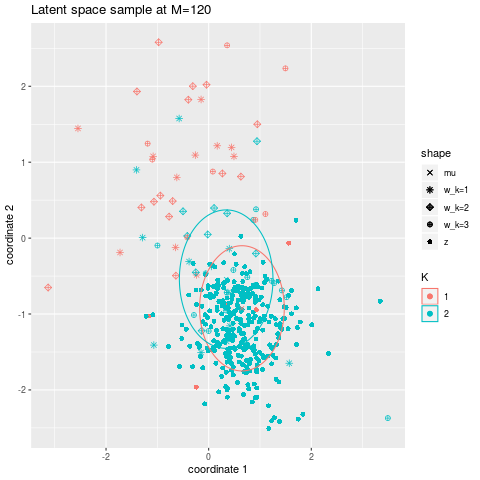 Latent space sample at M=120
coordinate 2
2
1
0
-1
-2
-2
0
2
coordinate 1
shape
mu
w_k=1
w_k=2
w_k=3
z
K
1
2